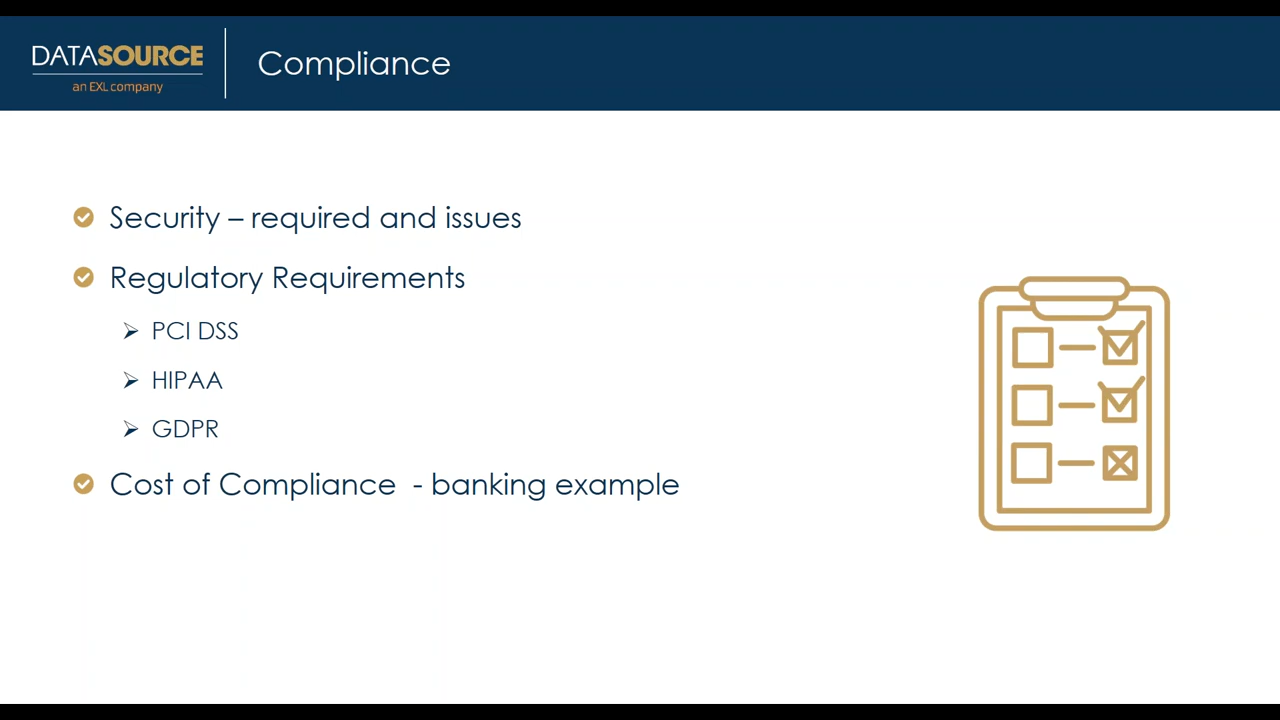 DATASOURCE
an EXL company
Compliance
Security – required and issues
Regulatory Requirements
PCI DSS
HIPAA
GDPR
Cost of Compliance - banking example